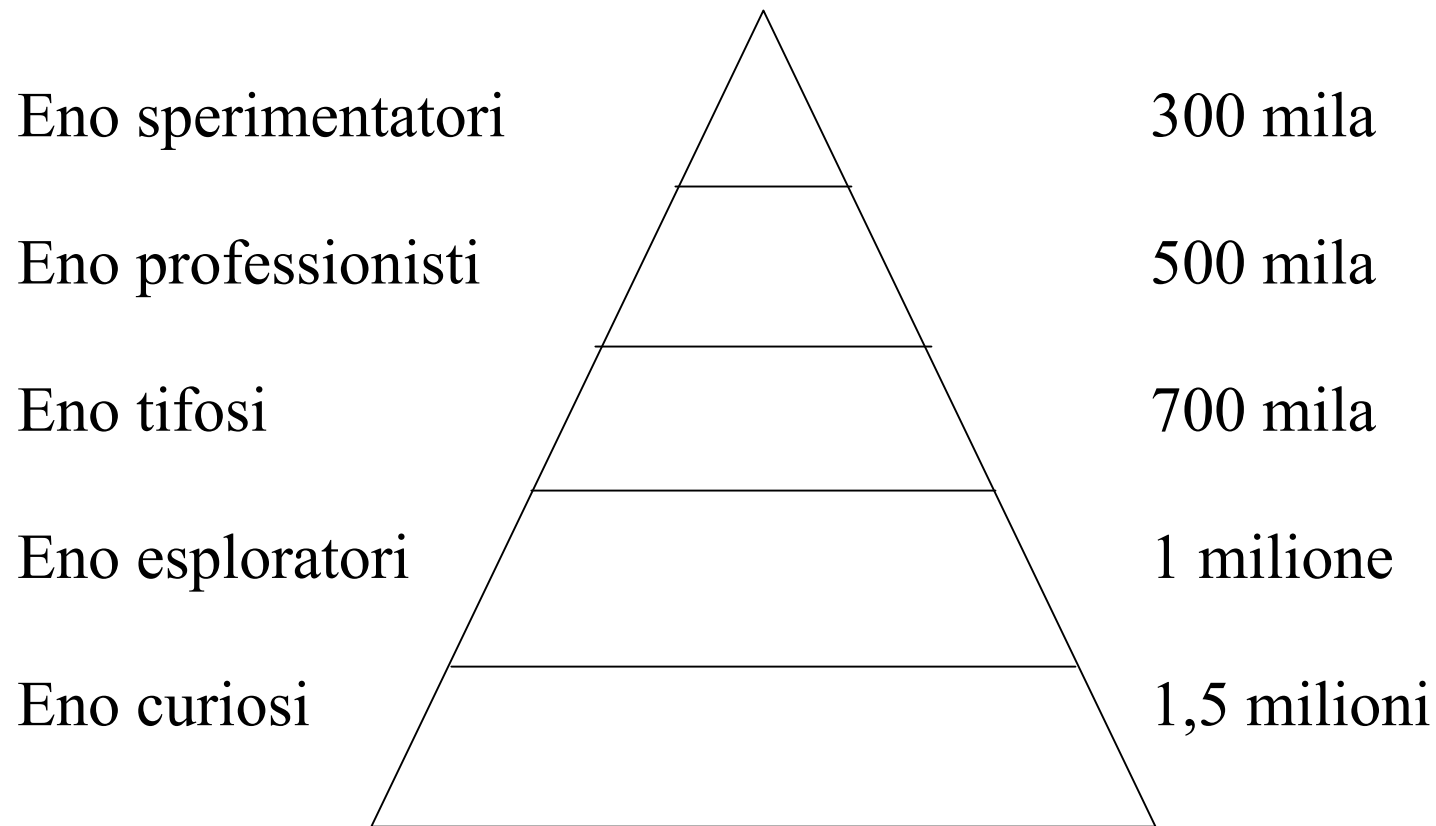 Eno sperimentatori 300 mila
Eno professionisti 500 mila
Eno tifosi 700 mila
Eno esploratori 1 milione
Eno curiosi 1,5 milioni